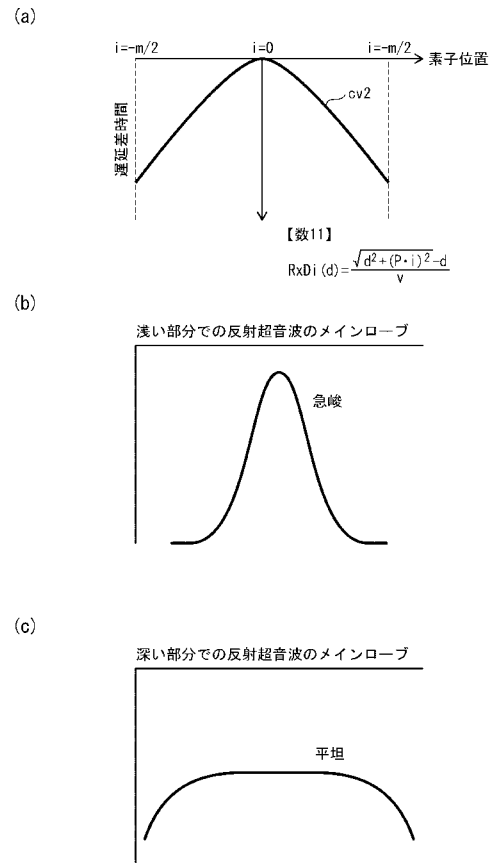 (a)
i=-m/2 i=0 i=-m/2
素子位置
cv2
遅延差時間
【数11】
RxDi(d)=√d²+(P・i)²-d/v
(b)
浅い部分での反射超音波のメインローブ
急峻
(c)
深い部分での反射超音波のメインローブ
平坦